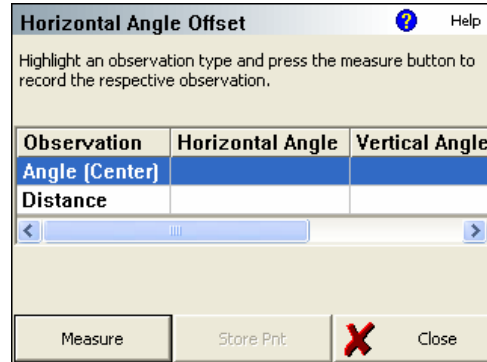 Horizontal Angle Offset ? Help
Highlight an observation type and press the measure button to
record the respective observation.
Observation Horizontal Angle Vertical Angle
Angle (Center)
Distance
Measure Store Pnt Close